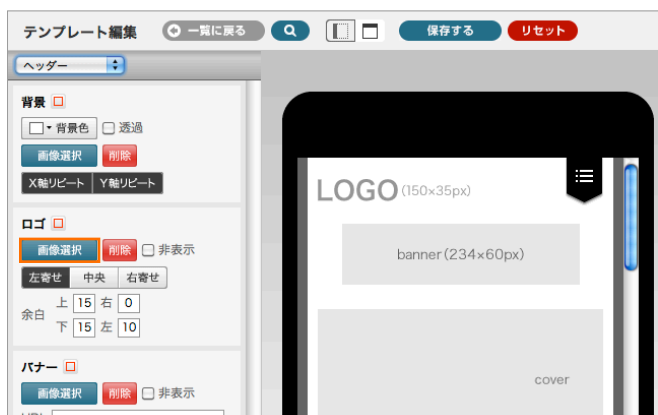 テンプレート編集 一覧に戻る 保存する リセット
ヘッダー
背景
背景色 透過
画像選択 削除
X軸リピート Y軸リピート
ロゴ
画像選択 削除 非表示
左寄せ 中央 右寄せ
余白 上 15 右 0
下 15 左 10
バナー
画像選択 削除 非表示
LOGO (150×35px)
banner(234×60px)
cover